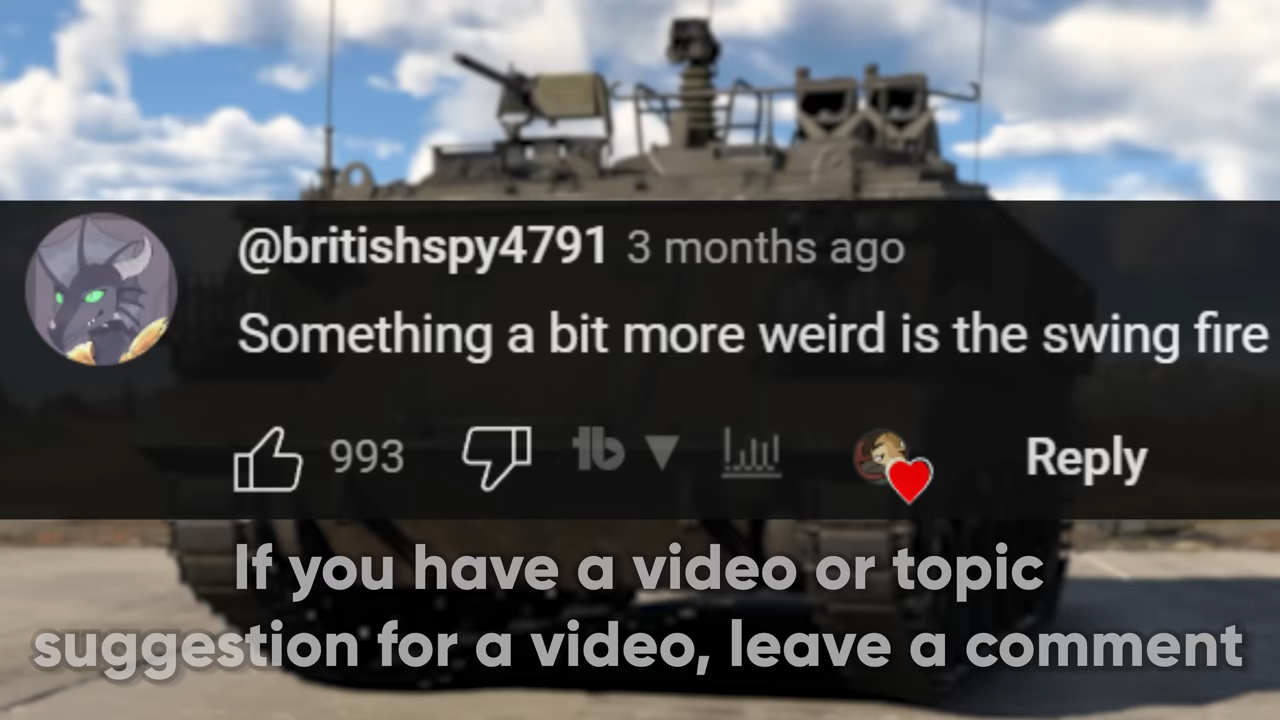 @britishspy4791 3 months ago
Something a bit more weird is the swing fire
993 tb Reply
If you have a video or topic
suggestion for a video, leave a comment